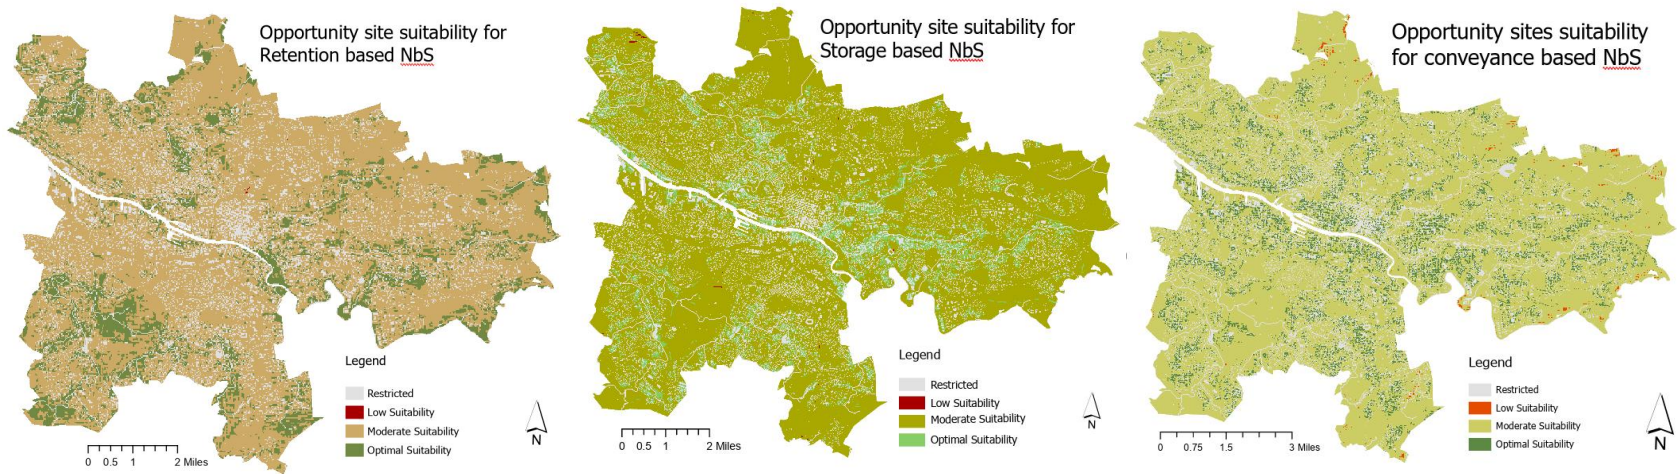 Opportunity site suitability for
Retention based NbS
Legend
Restricted
Low Suitability
Moderate Suitability
Optimal Suitability
0 0.5 1 2 Miles
N
Opportunity site suitability for
Storage based NbS
Legend
Restricted
Low Suitability
Moderate Suitability
Optimal Suitability
0 0.5 1 2 Miles
N
Opportunity sites suitability
for conveyance based NbS
Legend
Restricted
Low Suitability
Moderate Suitability
Optimal Suitability
0 0.75 1.5 3 Miles
N